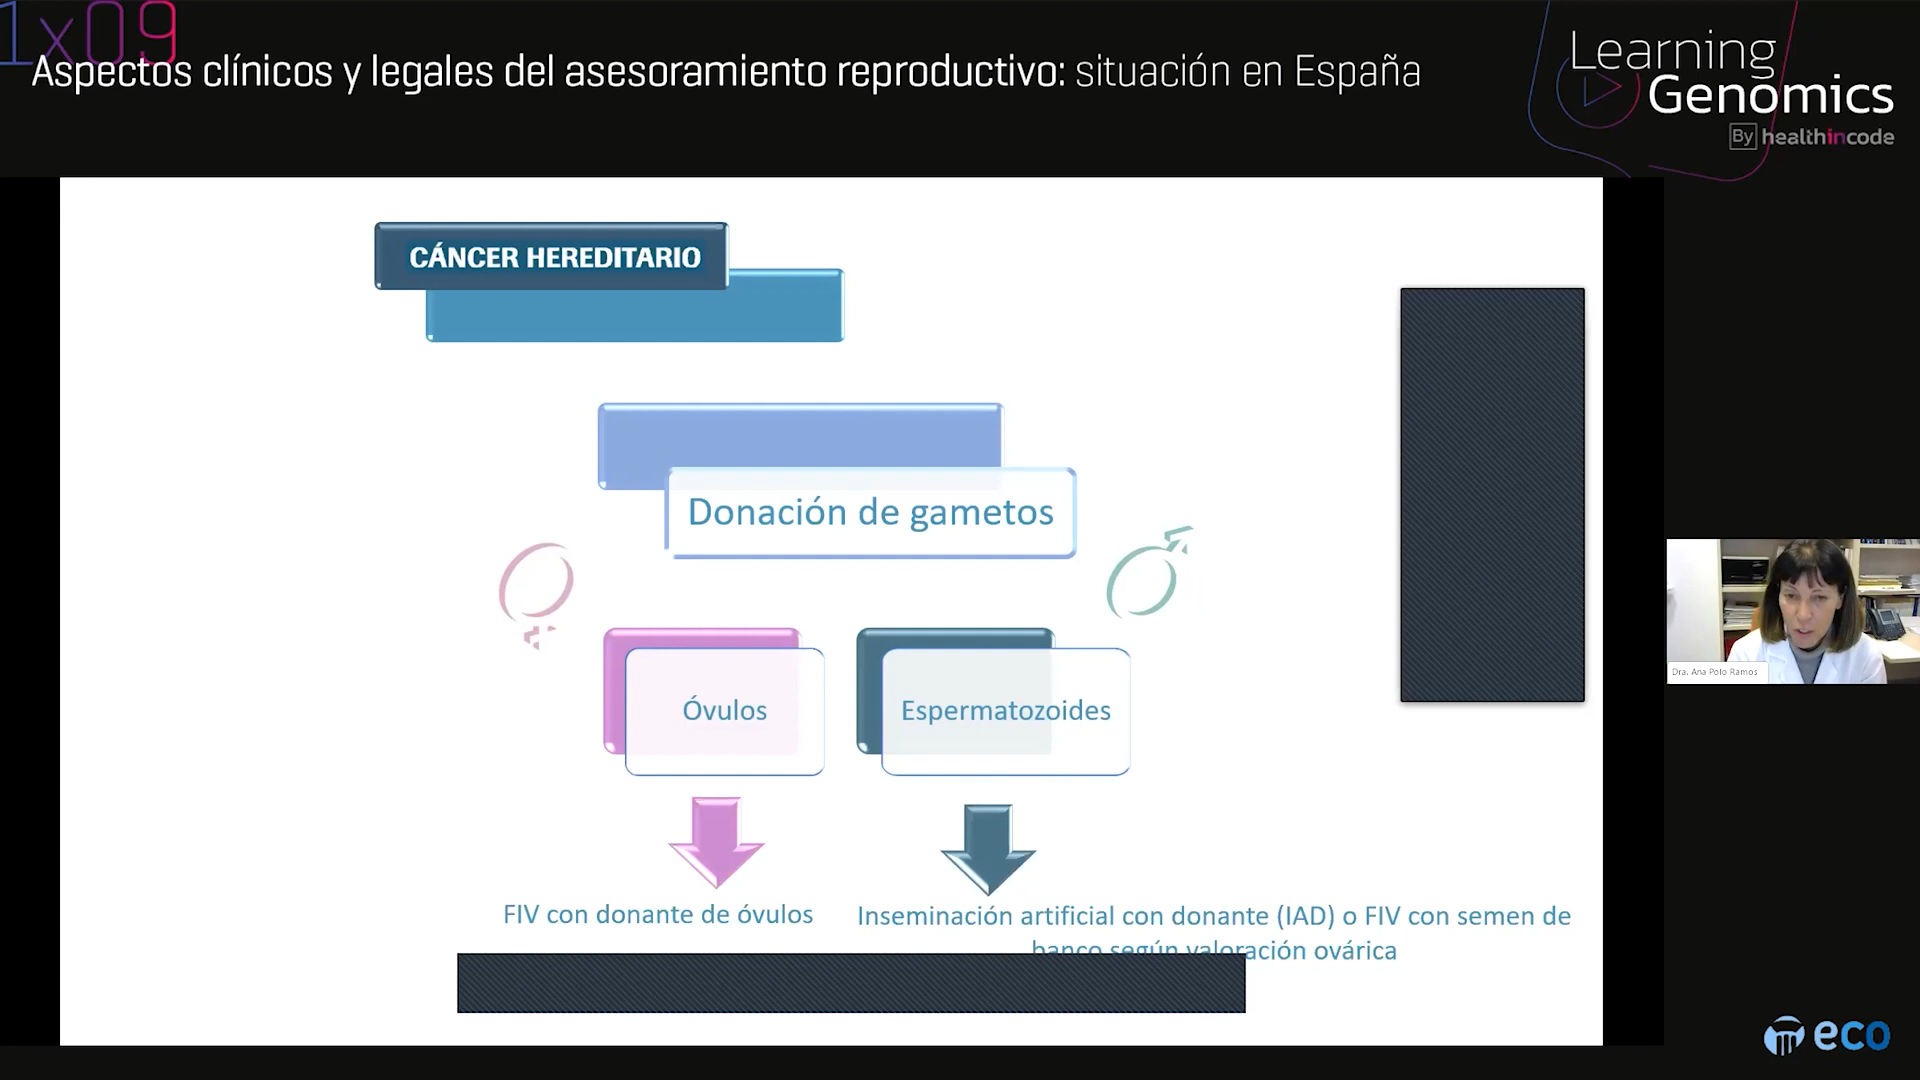 1x09
Aspectos clínicos y legales del asesoramiento reproductivo: situación en España
Learning
Genomics
By healthincode
CÁNCER HEREDITARIO
Donación de gametos
Óvulos
Espermatozoides
FIV con donante de óvulos
Inseminación artificial con donante (IAD) o FIV con semen de
banco según valoración ovárica
Dra. Ana Polo Ramos
eco